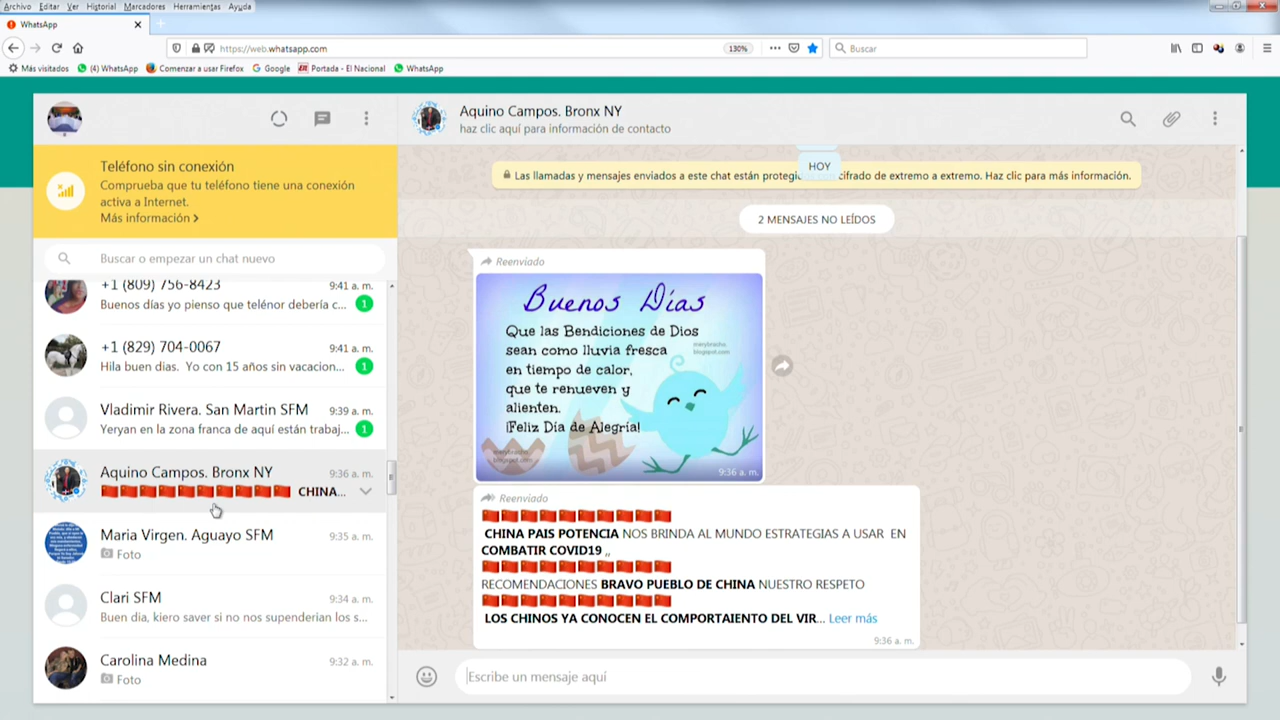 Archivo Editar Ver Historial Marcadores Herramientas Ayuda
WhatsApp
https://web.whatsapp.com
130%
Buscar
Más visitados
(4) WhatsApp
Comenzar a usar Firefox
Google
Portada - El Nacional
WhatsApp
Teléfono sin conexión
Comprueba que tu teléfono tiene una conexión
activa a Internet.
Más información
Buscar o empezar un chat nuevo
+1 (809) 756-8423 9:41 a. m.
Buenos días yo pienso que telénor debería c... 1
+1 (829) 704-0067 9:41 a. m.
Hila buen dias. Yo con 15 años sin vacacion... 1
Vladimir Rivera. San Martin SFM 9:39 a. m.
Yeryan en la zona franca de aquí están trabaj... 1
Aquino Campos. Bronx NY 9:36 a. m.
CHINA...
Maria Virgen. Aguayo SFM 9:35 a. m.
Foto
Clari SFM 9:34 a. m.
Buen dia, kiero saver si no nos supenderian los s...
Carolina Medina 9:32 a. m.
Foto
Aquino Campos. Bronx NY
haz clic aquí para información de contacto
HOY
Las llamadas y mensajes enviados a este chat están protegi cifrado de extremo a extremo. Haz clic para más información.
2 MENSAJES NO LEÍDOS
Reenviado
Buenos Días
Que las Bendiciones de Dios
sean como lluvia fresca
en tiempo de calor,
que te renueven y
alienten.
¡Feliz Día de Alegría!
merybracho.
blogspot.com
9:36 a. m.
Reenviado
CHINA PAIS POTENCIA NOS BRINDA AL MUNDO ESTRATEGIAS A USAR EN
COMBATIR COVID19 ,,
RECOMENDACIONES BRAVO PUEBLO DE CHINA NUESTRO RESPETO
LOS CHINOS YA CONOCEN EL COMPORTAIENTO DEL VIR... Leer más
9:36 a. m.
Escribe un mensaje aquí